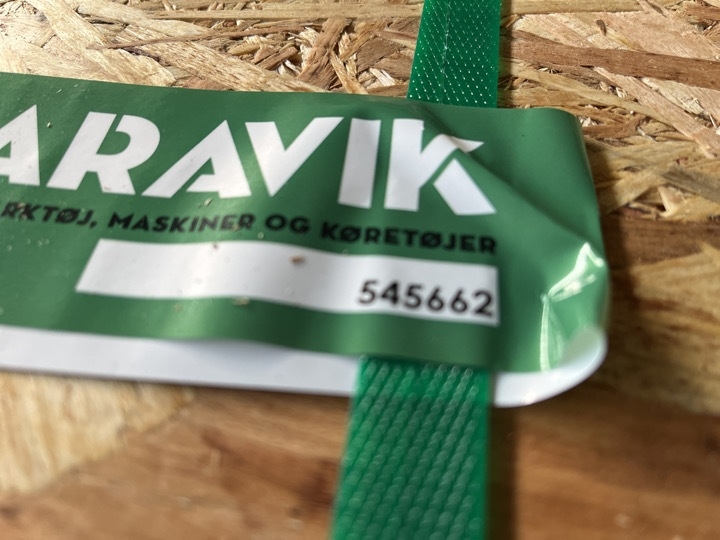 ARAVIK
RKTØJ, MASKINER OG KØRETØJER
545662